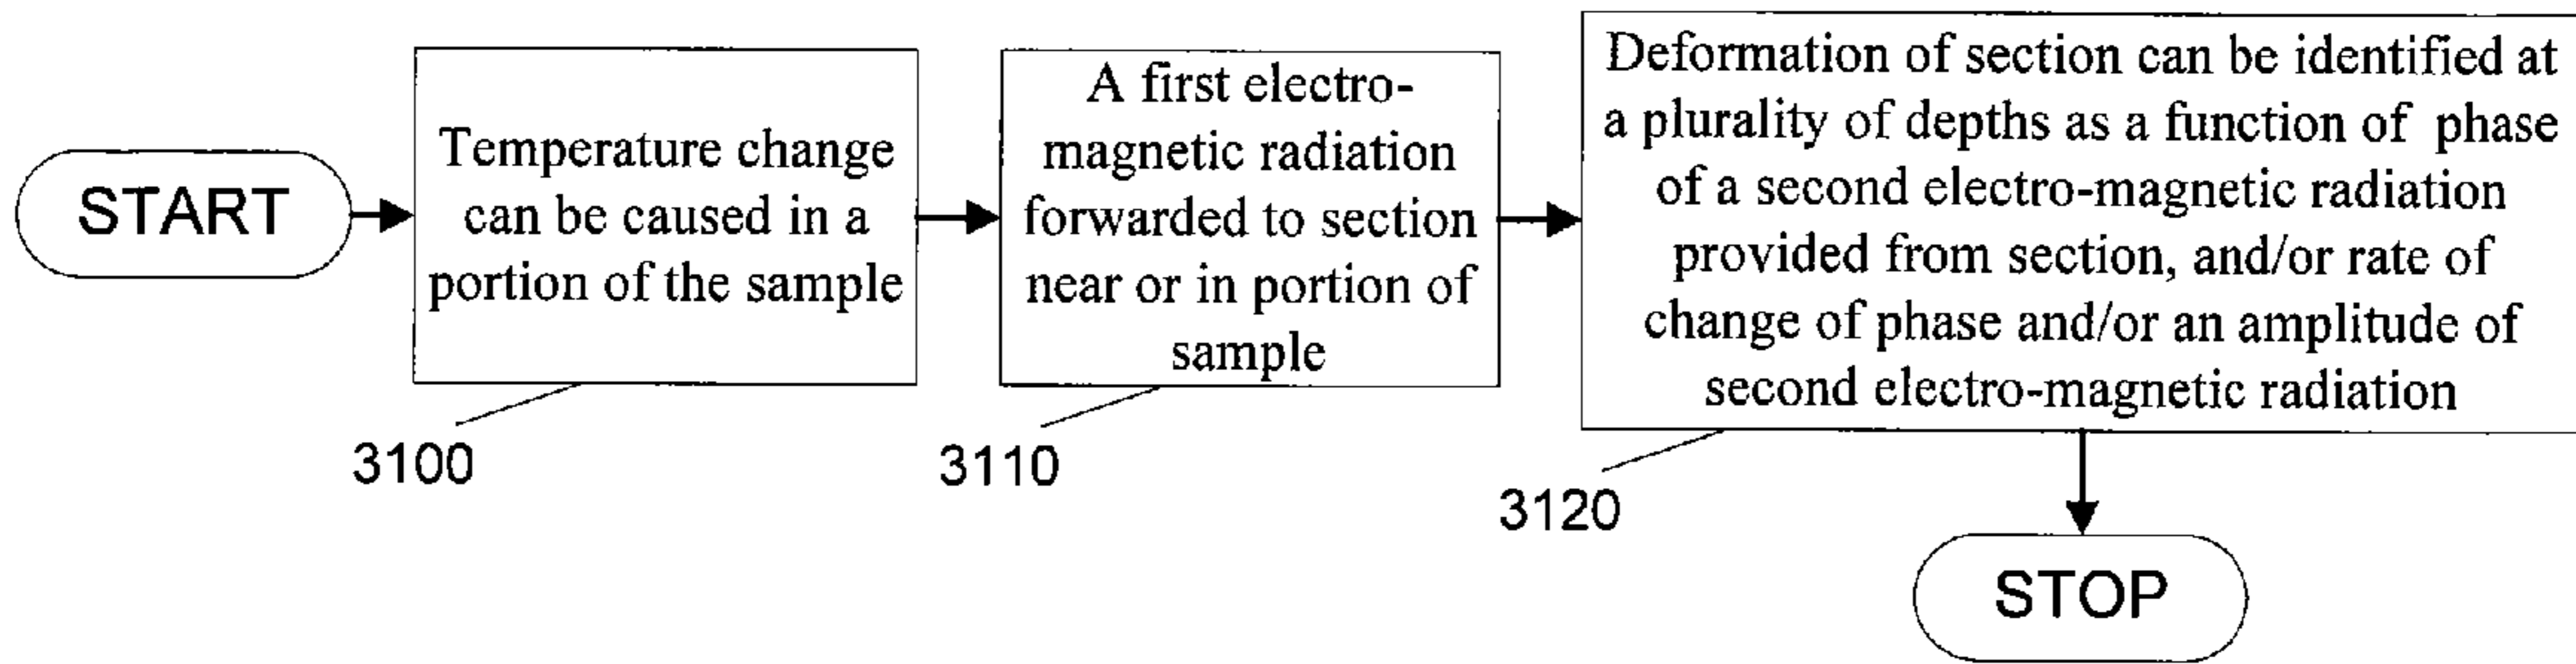 START
Temperature change
can be caused in a
portion of the sample
3100
A first electro-
magnetic radiation
forwarded to section
near or in portion of
sample
3110
Deformation of section can be identified at
a plurality of depths as a function of phase
of a second electro-magnetic radiation
provided from section, and/or rate of
change of phase and/or an amplitude of
second electro-magnetic radiation
3120
STOP